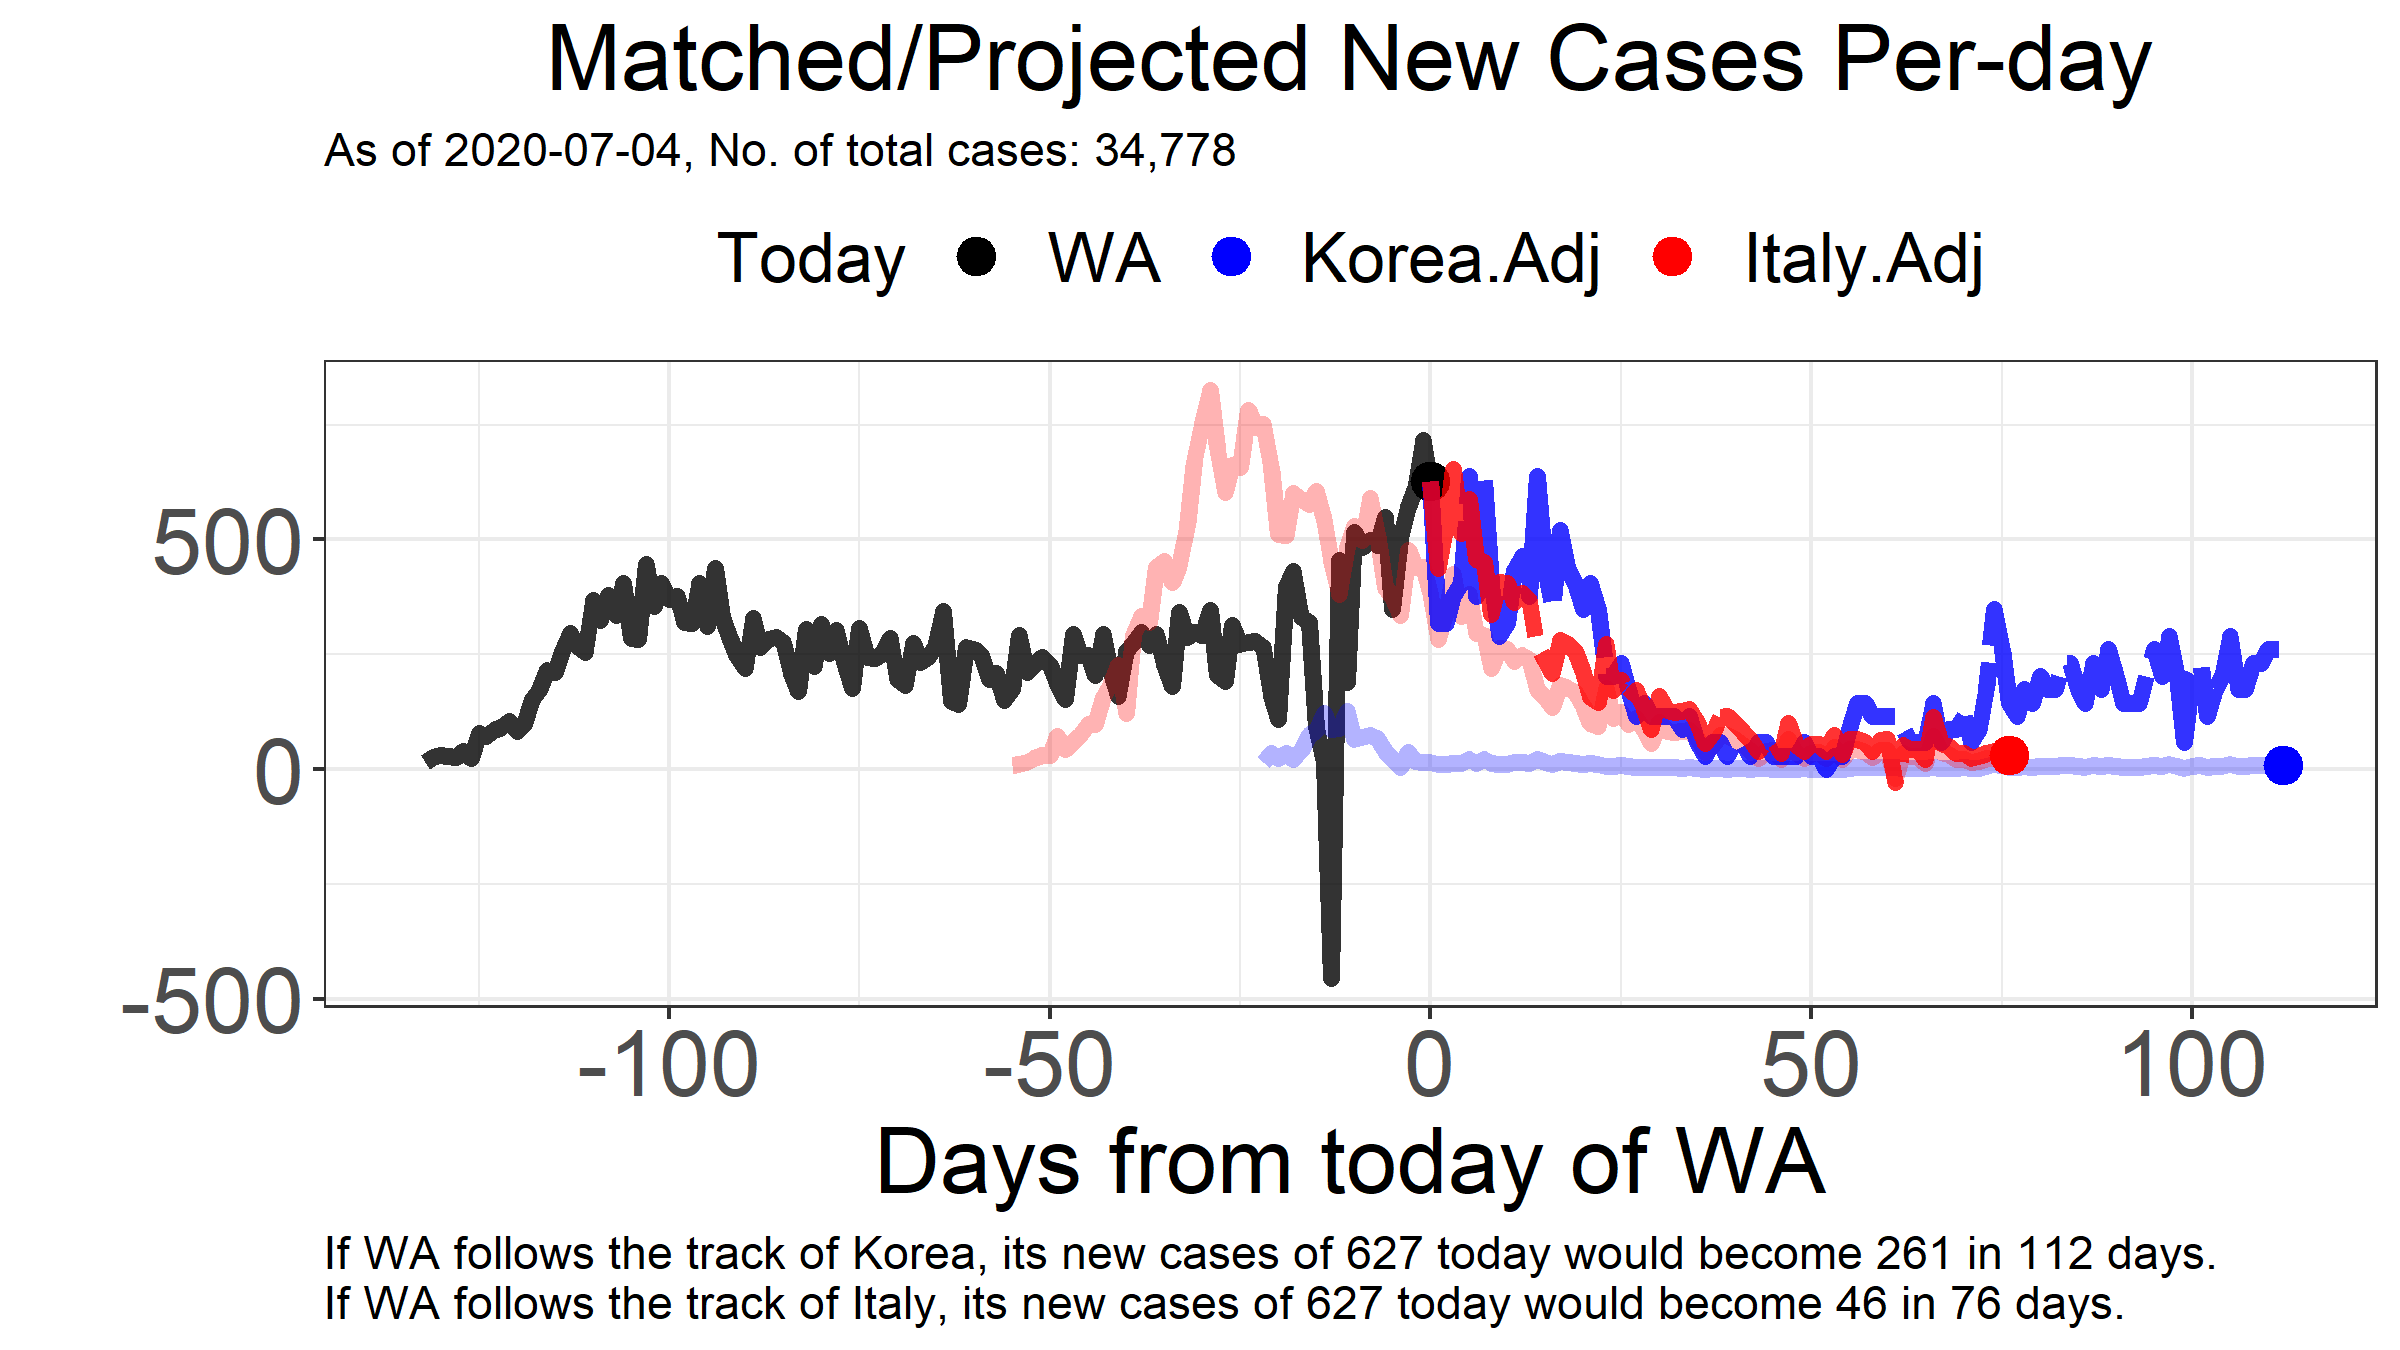 Matched/Projected New Cases Per-day
As of 2020-07-04, No. of total cases: 34,778
Today WA Korea.Adj Italy.Adj
500
0
-500
-100 -50 0 50 100
Days from today of WA
If WA follows the track of Korea, its new cases of 627 today would become 261 in 112 days.
If WA follows the track of Italy, its new cases of 627 today would become 46 in 76 days.